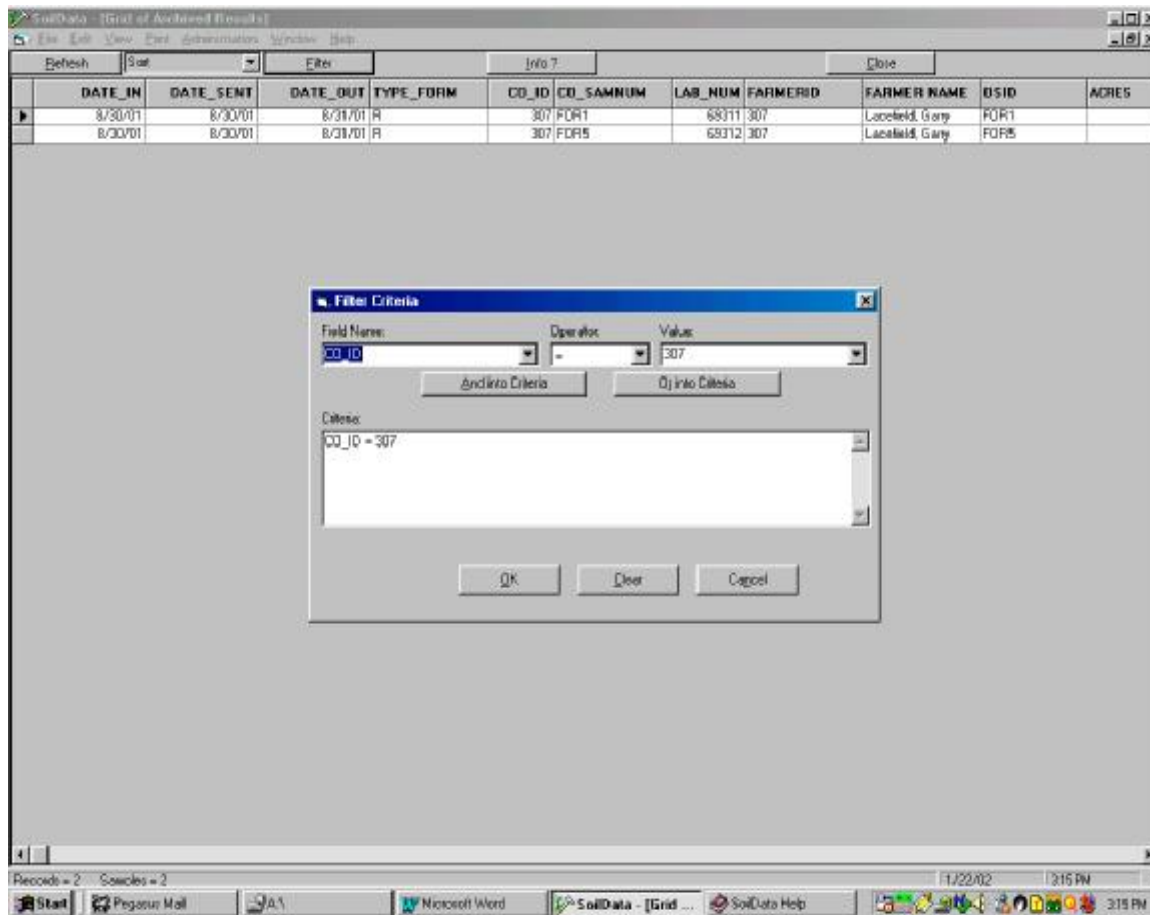 SoilData - [Grid of Archived Results]
File Edit View Print Administration Window Help
Refresh Sort Filter Info ? Close
DATE_IN DATE_SENT DATE_OUT TYPE_FORM CO_ID CO_SAMNUM LAB_NUM FARMERID FARMER NAME OSID ACRES
8/30/01 8/30/01 8/31/01 R 307 FOR1 69311 307 Lacefield, Garry FOR1
8/30/01 8/30/01 8/31/01 R 307 FOR5 69312 307 Lacefield, Garry FOR5
Filter Criteria
Field Name: Operator: Value:
CO_ID = 307
And into Criteria Or into Criteria
Criteria:
CO_ID = 307
OK Clear Cancel
Records = 2 Samples = 2 1/22/02 3:15 PM
Start Pegasus Mail A:\ Microsoft Word SoilData - [Grid ... SoilData Help 3:15 PM